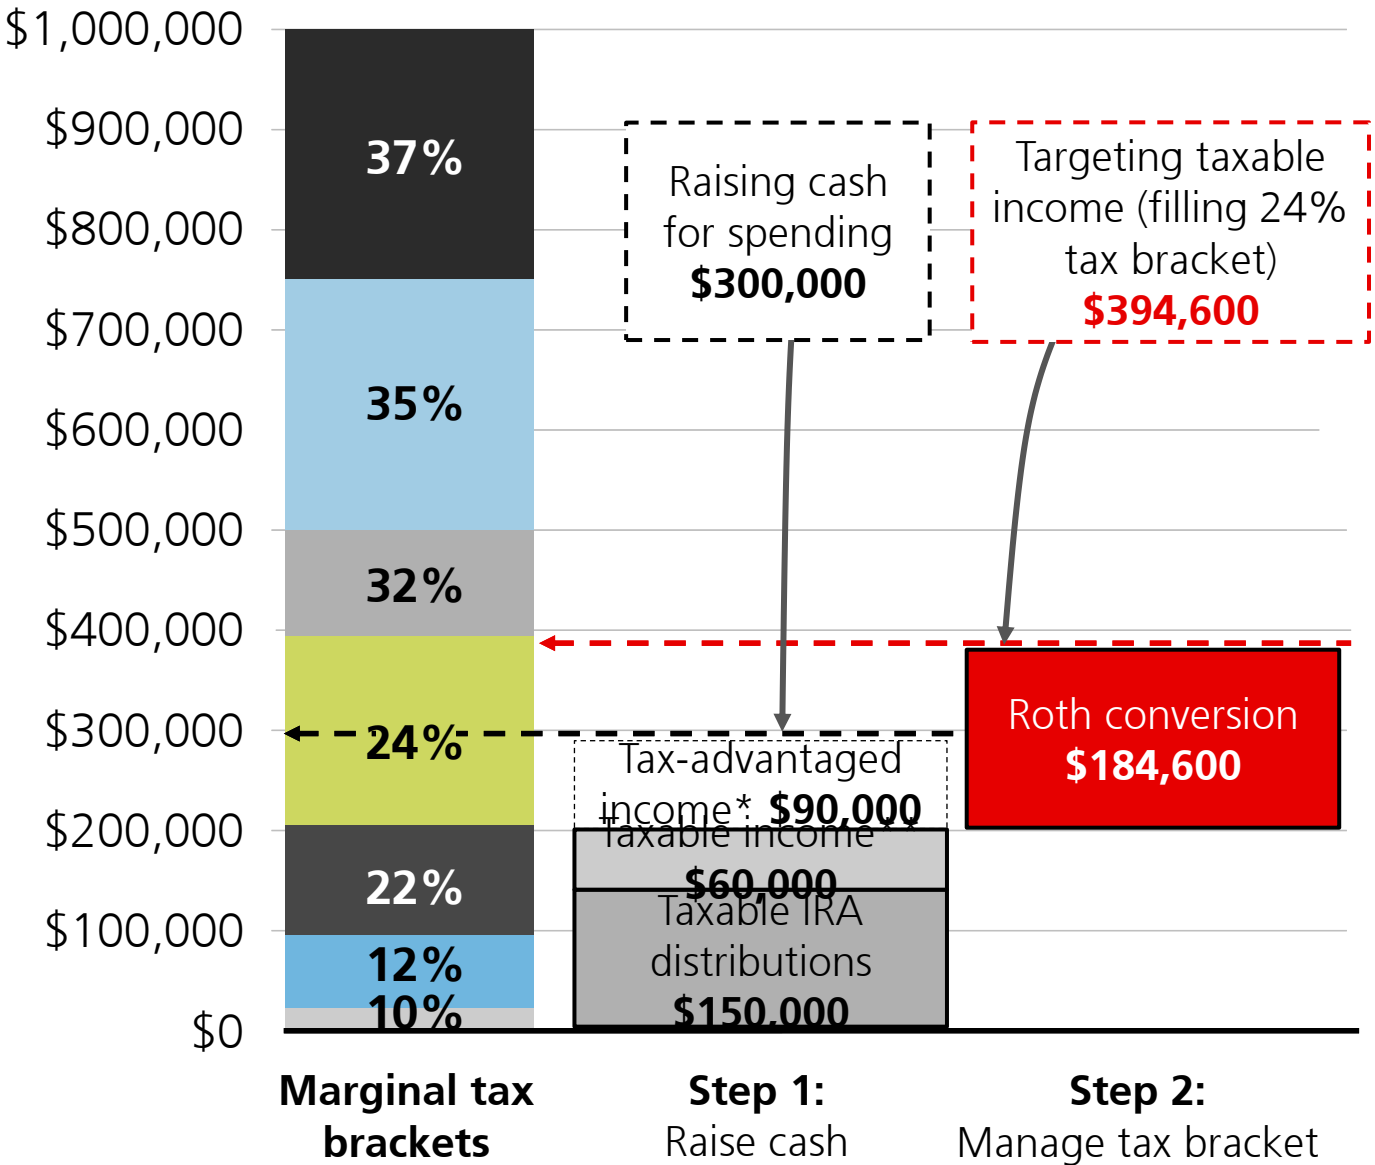 $1,000,000
$900,000
$800,000
$700,000
$600,000
$500,000
$400,000
$300,000
$200,000
$100,000
$0
37%
35%
32%
24%
22%
12%
10%
Raising cash
for spending
$300,000
Targeting taxable
income (filling 24%
tax bracket)
$394,600
Tax-advantaged
income* $90,000
Taxable income**
$60,000
Taxable IRA
distributions
$150,000
Roth conversion
$184,600
Marginal tax
brackets
Step 1:
Raise cash
Step 2:
Manage tax bracket